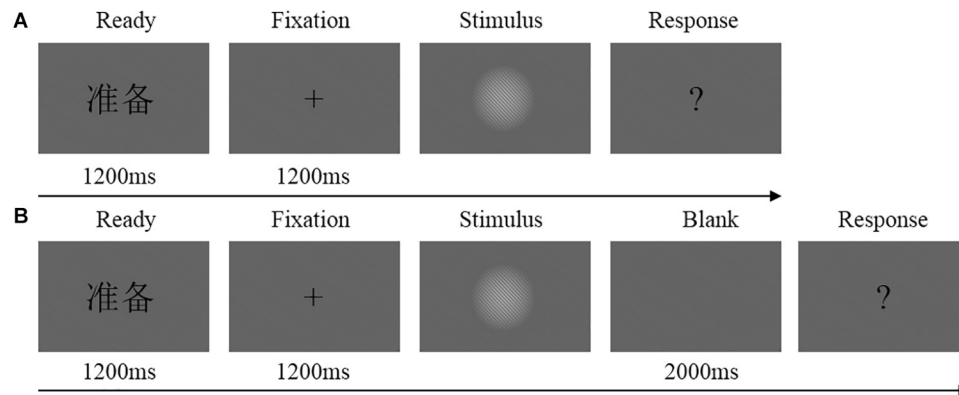 A
Ready Fixation Stimulus Response
准备 + ?
1200ms 1200ms
B
Ready Fixation Stimulus Blank Response
准备 + ?
1200ms 1200ms 2000ms